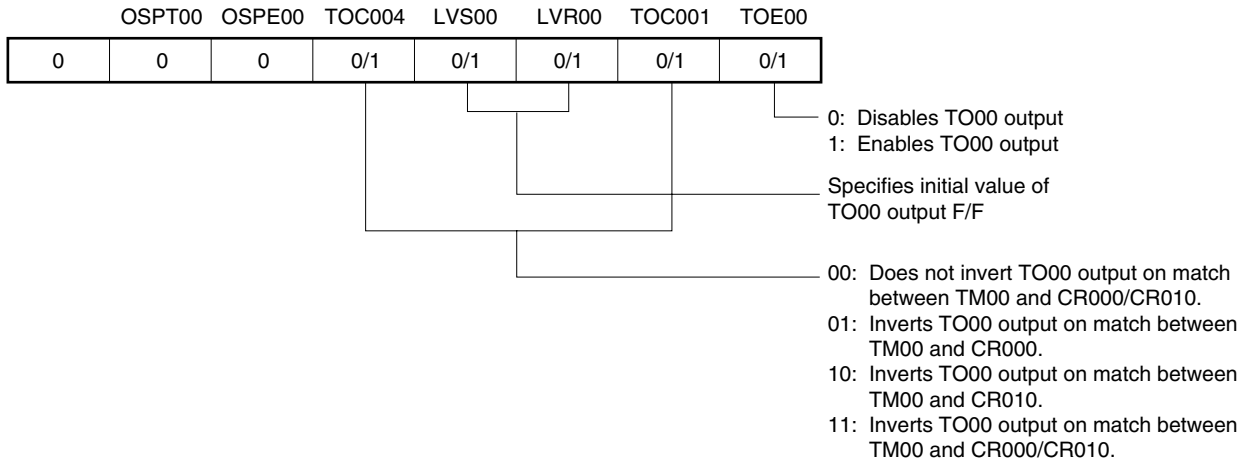 OSPT00 OSPE00 TOC004 LVS00 LVR00 TOC001 TOE00
0 0 0 0/1 0/1 0/1 0/1 0/1
0: Disables TO00 output
1: Enables TO00 output
Specifies initial value of
TO00 output F/F
00: Does not invert TO00 output on match
between TM00 and CR000/CR010.
01: Inverts TO00 output on match between
TM00 and CR000.
10: Inverts TO00 output on match between
TM00 and CR010.
11: Inverts TO00 output on match between
TM00 and CR000/CR010.